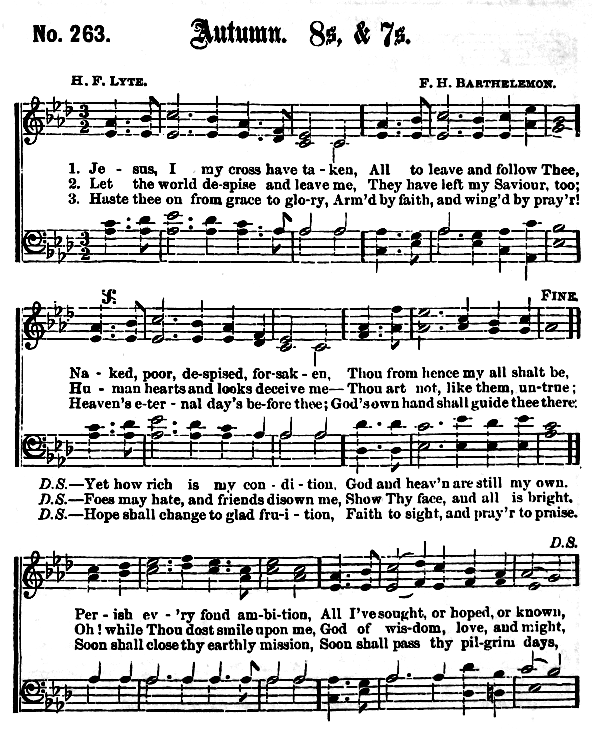 No. 263. Autumn. 8s, & 7s.
H. F. LYTE. F. H. BARTHELEMON.
1. Je - sus, I my cross have ta - ken, All to leave and follow Thee,
2. Let the world de-spise and leave me, They have left my Saviour, too;
3. Haste thee on from grace to glo-ry, Arm'd by faith, and wing'd by pray'r!
FINE.
Na - ked, poor, de-spised, for-sak - en, Thou from hence my all shalt be,
Hu - man hearts and looks deceive me— Thou art not, like them, un-true;
Heaven's e-ter - nal day's be-fore thee; God's own hand shall guide thee there:
D.S.—Yet how rich is my con - di - tion, God and heav'n are still my own.
D.S.—Foes may hate, and friends disown me, Show Thy face, and all is bright.
D.S.—Hope shall change to glad fru-i - tion, Faith to sight, and pray'r to praise.
D.S.
Per - ish ev - 'ry fond am-bi-tion, All I've sought, or hoped, or known,
Oh! while Thou dost smile upon me, God of wis-dom, love, and might,
Soon shall close thy earthly mission, Soon shall pass thy pil-grim days,